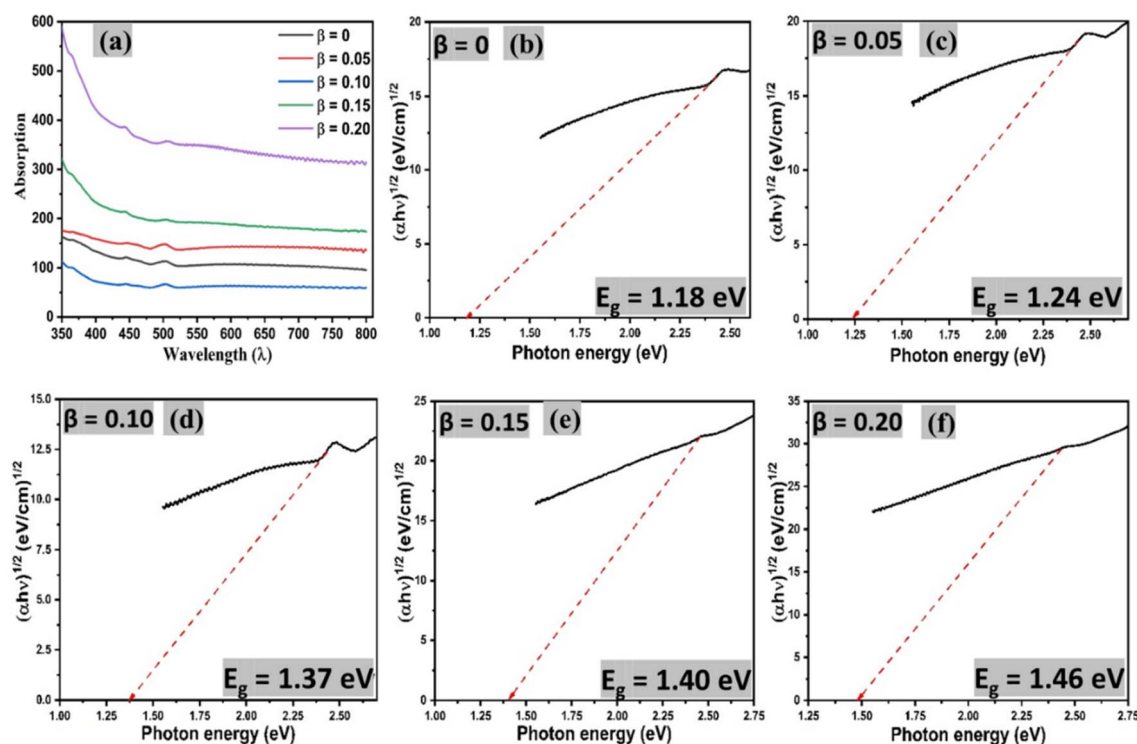 (a)
β = 0
β = 0.05
β = 0.10
β = 0.15
β = 0.20
600
500
400
300
200
100
0
Absorption
350 400 450 500 550 600 650 700 750 800
Wavelength (λ)
β = 0 (b)
20
15
10
5
0
(αhν)1/2 (eV/cm)1/2
Eg = 1.18 eV
1.00 1.25 1.50 1.75 2.00 2.25 2.50
Photon energy (eV)
β = 0.05 (c)
20
15
10
5
0
(αhν)1/2 (eV/cm)1/2
Eg = 1.24 eV
1.00 1.25 1.50 1.75 2.00 2.25 2.50
Photon energy (eV)
β = 0.10 (d)
15.0
12.5
10.0
7.5
5.0
2.5
0.0
(αhν)1/2 (eV/cm)1/2
Eg = 1.37 eV
1.00 1.25 1.50 1.75 2.00 2.25 2.50
Photon energy (eV)
β = 0.15 (e)
25
20
15
10
5
0
(αhν)1/2 (eV/cm)1/2
Eg = 1.40 eV
1.00 1.25 1.50 1.75 2.00 2.25 2.50 2.75
Photon energy (eV)
β = 0.20 (f)
35
30
25
20
15
10
5
0
(αhν)1/2 (eV/cm)1/2
Eg = 1.46 eV
1.25 1.50 1.75 2.00 2.25 2.50 2.75
Photon energy (eV)